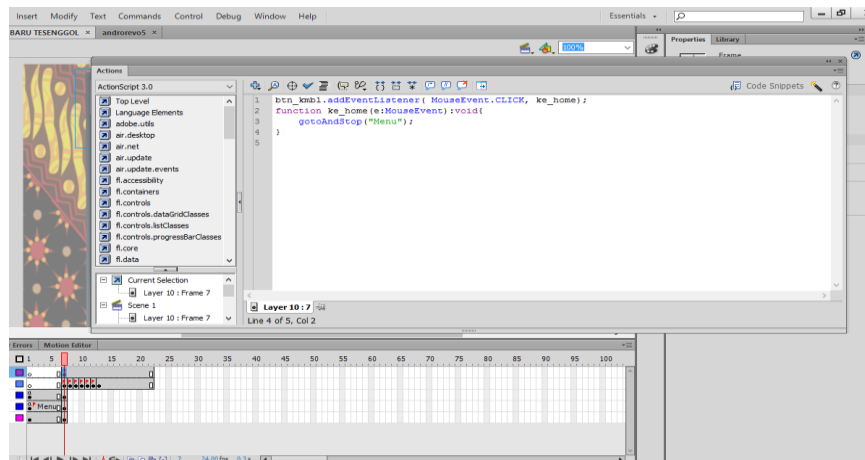 Insert Modify Text Commands Control Debug Window Help Essentials
BARU TESENGGOL × androrevo5 ×
100%
Properties Library
Frame
Actions
ActionScript 3.0
Code Snippets
Top Level
Language Elements
adobe.utils
air.desktop
air.net
air.update
air.update.events
fl.accessibility
fl.containers
fl.controls
fl.controls.dataGridClasses
fl.controls.listClasses
fl.controls.progressBarClasses
fl.core
fl.data
1 btn_kmbl.addEventListener( MouseEvent.CLICK, ke_home);
2 function ke_home(e:MouseEvent):void{
3 gotoAndStop("Menu");
4 }
5
Current Selection
Layer 10 : Frame 7
Scene 1
Layer 10 : Frame 7
Layer 10 : 7
Line 4 of 5, Col 2
Errors Motion Editor
1 5 10 15 20 25 30 35 40 45 50 55 60 65 70 75 80 85 90 95 100
Menu